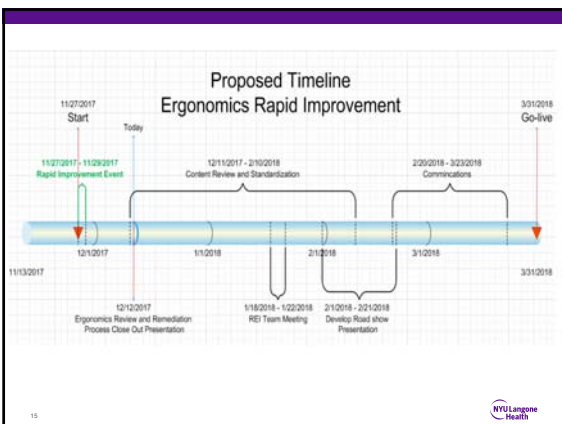 Proposed Timeline
Ergonomics Rapid Improvement
11/27/2017
Start
Today
3/31/2018
Go-live
11/27/2017 - 11/29/2017
Rapid Improvement Event
12/11/2017 - 2/10/2018
Content Review and Standardization
2/20/2018 - 3/23/2018
Commincations
12/1/2017
1/1/2018
2/1/2018
3/1/2018
11/13/2017
3/31/2018
12/12/2017
Ergonomics Review and Remediation
Process Close Out Presentation
1/18/2018 - 1/22/2018
REI Team Meeting
2/1/2018 - 2/21/2018
Develop Road show
Presentation
15
NYU Langone
Health